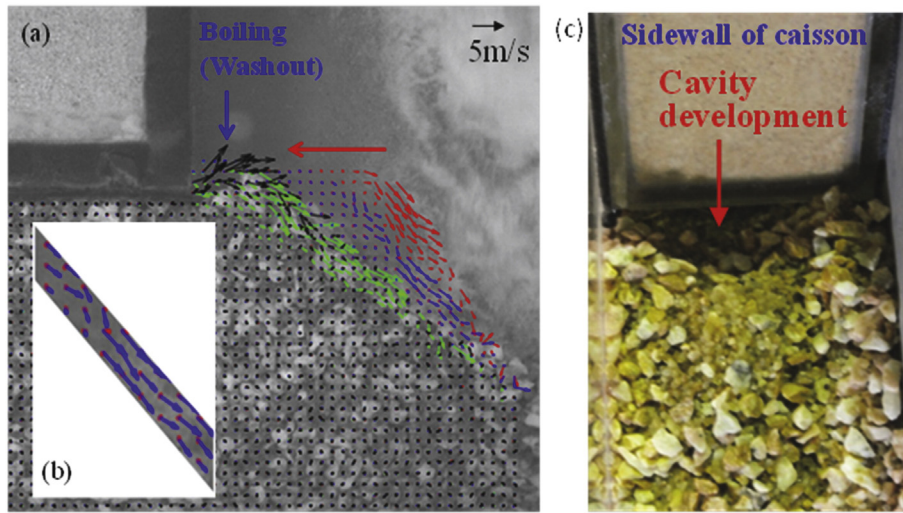 (a)
Boiling
(Washout)
5m/s
(b)
(c)
Sidewall of caisson
Cavity
development